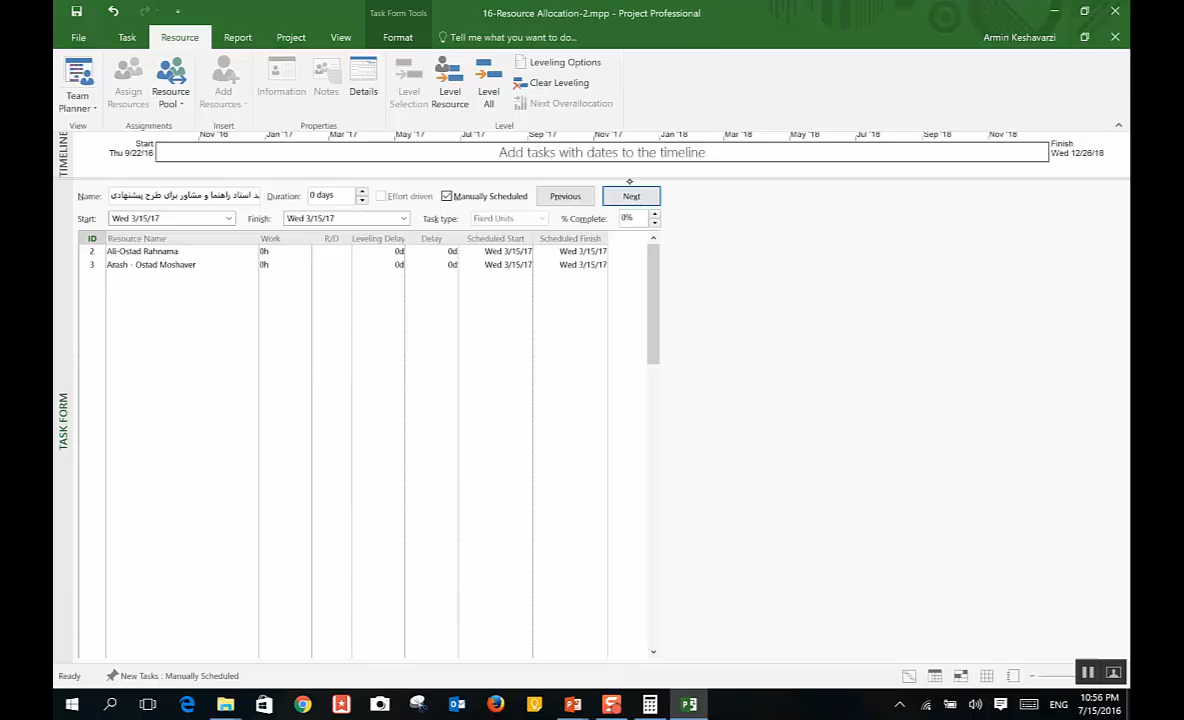 Task Form Tools
16-Resource Allocation-2.mpp - Project Professional
File Task Resource Report Project View Format Tell me what you want to do... Armin Keshavarzi
Team Planner
Assign Resources
Resource Pool
Add Resources
Information
Notes
Details
Level Selection
Level Resource
Level All
Leveling Options
Clear Leveling
Next Overallocation
View Assignments Insert Properties Level
TIMELINE
Start
Thu 9/22/16
Nov '16 Jan '17 Mar '17 May '17 Jul '17 Sep '17 Nov '17 Jan '18 Mar '18 May '18 Jul '18 Sep '18 Nov '18
Add tasks with dates to the timeline
Finish
Wed 12/26/18
Name: ید استاد راهنما و مشاور برای طرح پیشنهادی Duration: 0 days Effort driven Manually Scheduled Previous Next
Start: Wed 3/15/17 Finish: Wed 3/15/17 Task type: Fixed Units % Complete: 0%
ID Resource Name Work R/D Leveling Delay Delay Scheduled Start Scheduled Finish
2 Ali-Ostad Rahnama 0h 0d 0d Wed 3/15/17 Wed 3/15/17
3 Arash - Ostad Moshaver 0h 0d 0d Wed 3/15/17 Wed 3/15/17
TASK FORM
Ready New Tasks : Manually Scheduled
ENG
10:56 PM
7/15/2016